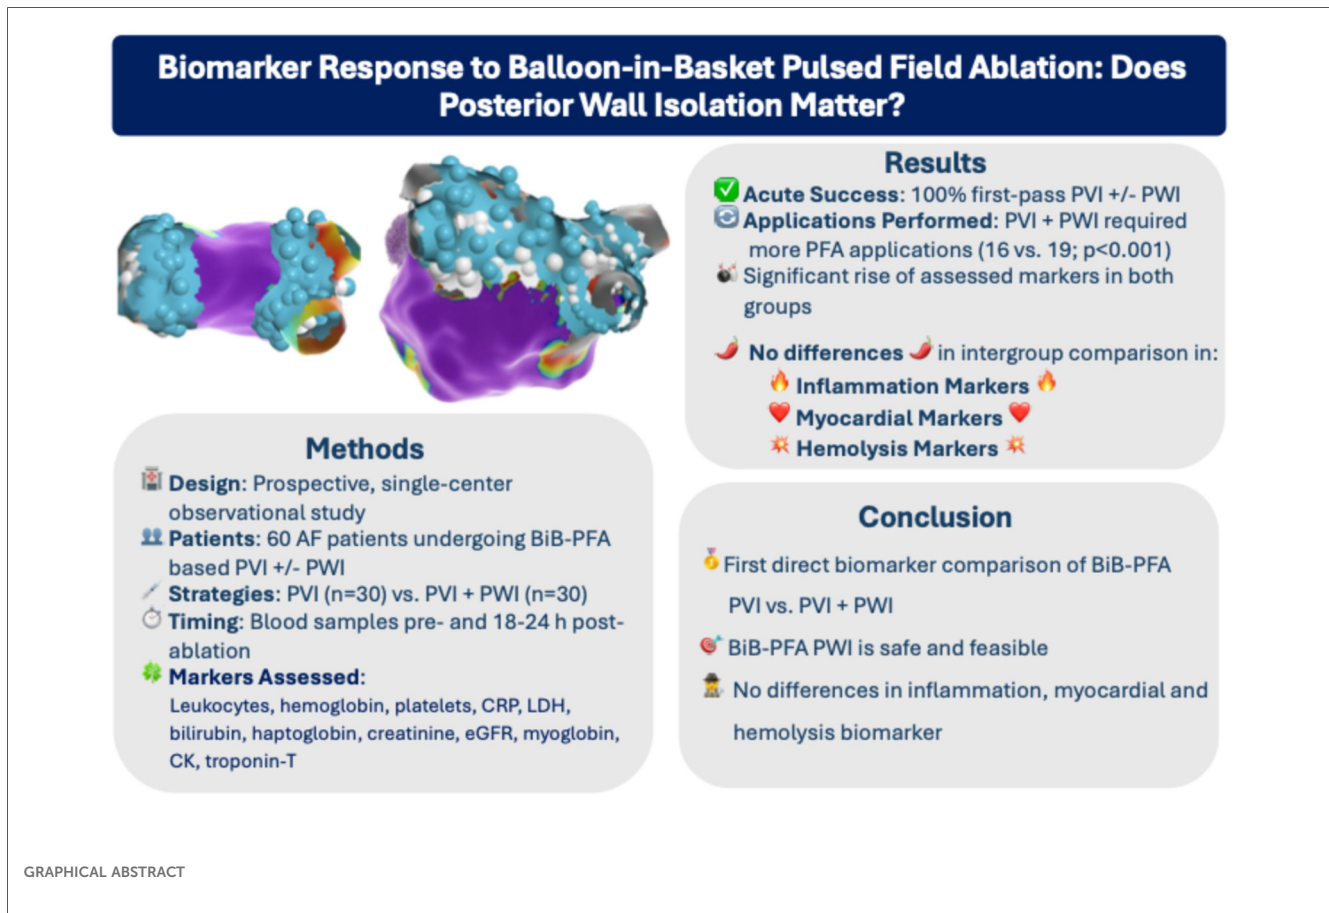 Biomarker Response to Balloon-in-Basket Pulsed Field Ablation: Does
Posterior Wall Isolation Matter?
Methods
Design: Prospective, single-center
observational study
Patients: 60 AF patients undergoing BiB-PFA
based PVI +/- PWI
Strategies: PVI (n=30) vs. PVI + PWI (n=30)
Timing: Blood samples pre- and 18-24 h post-
ablation
Markers Assessed:
Leukocytes, hemoglobin, platelets, CRP, LDH,
bilirubin, haptoglobin, creatinine, eGFR, myoglobin,
CK, troponin-T
Results
Acute Success: 100% first-pass PVI +/- PWI
Applications Performed: PVI + PWI required
more PFA applications (16 vs. 19; p<0.001)
Significant rise of assessed markers in both
groups
No differences in intergroup comparison in:
Inflammation Markers
Myocardial Markers
Hemolysis Markers
Conclusion
First direct biomarker comparison of BiB-PFA
PVI vs. PVI + PWI
BiB-PFA PWI is safe and feasible
No differences in inflammation, myocardial and
hemolysis biomarker
GRAPHICAL ABSTRACT